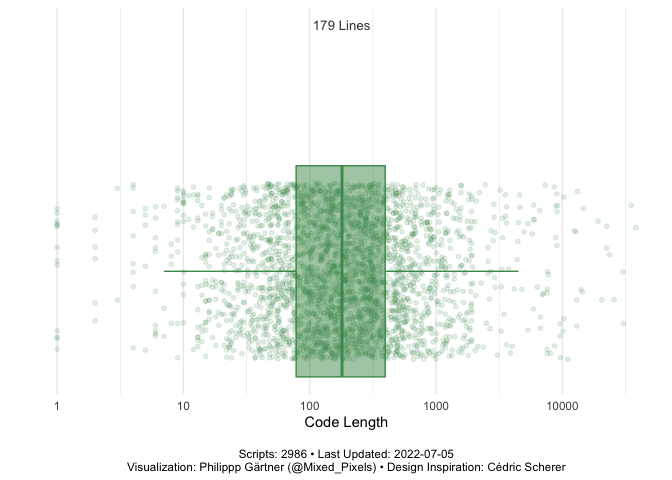 179 Lines
1
10
100
1000
10000
Code Length
Scripts: 2986 • Last Updated: 2022-07-05
Visualization: Philippp Gärtner (@Mixed_Pixels) • Design Inspiration: Cédric Scherer